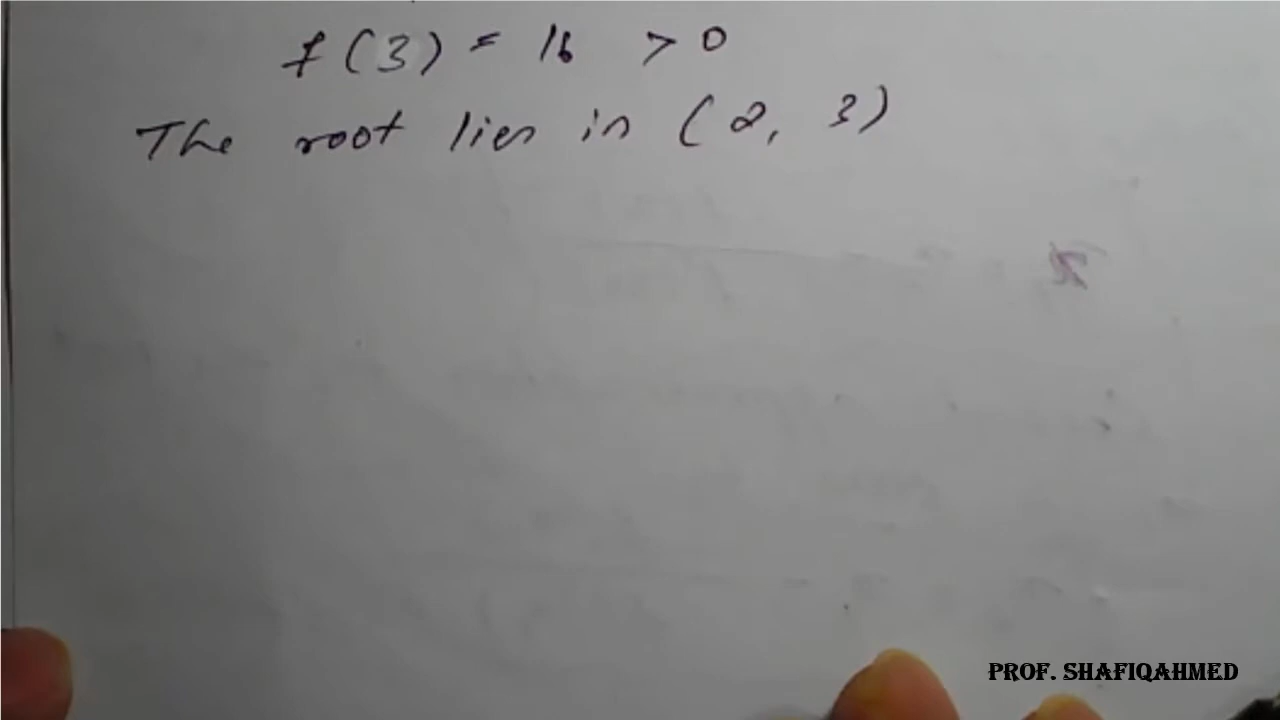 f(3) = 16 > 0
The root lies in (2, 3)
PROF. SHAFIQAHMED